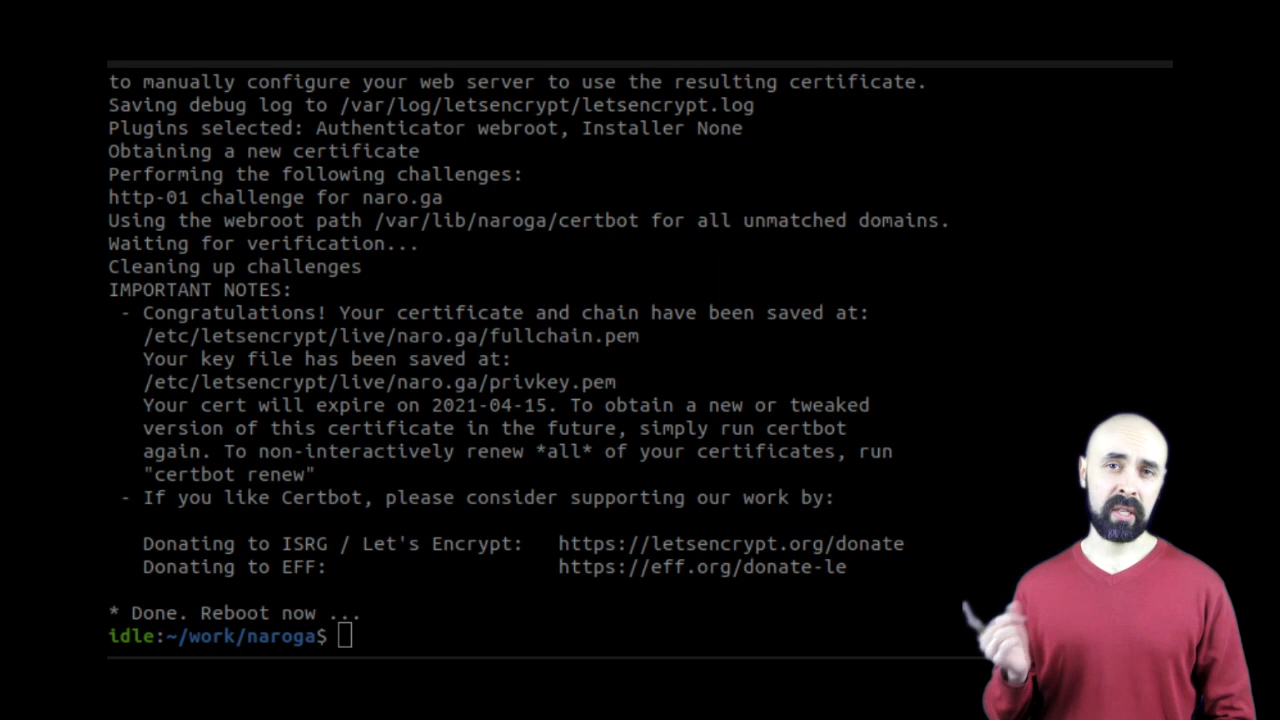 to manually configure your web server to use the resulting certificate.
Saving debug log to /var/log/letsencrypt/letsencrypt.log
Plugins selected: Authenticator webroot, Installer None
Obtaining a new certificate
Performing the following challenges:
http-01 challenge for naro.ga
Using the webroot path /var/lib/naroga/certbot for all unmatched domains.
Waiting for verification...
Cleaning up challenges
IMPORTANT NOTES:
- Congratulations! Your certificate and chain have been saved at:
/etc/letsencrypt/live/naro.ga/fullchain.pem
Your key file has been saved at:
/etc/letsencrypt/live/naro.ga/privkey.pem
Your cert will expire on 2021-04-15. To obtain a new or tweaked
version of this certificate in the future, simply run certbot
again. To non-interactively renew *all* of your certificates, run
"certbot renew"
- If you like Certbot, please consider supporting our work by:
Donating to ISRG / Let's Encrypt: https://letsencrypt.org/donate
Donating to EFF: https://eff.org/donate-le
* Done. Reboot now ...
idle:~/work/naroga$